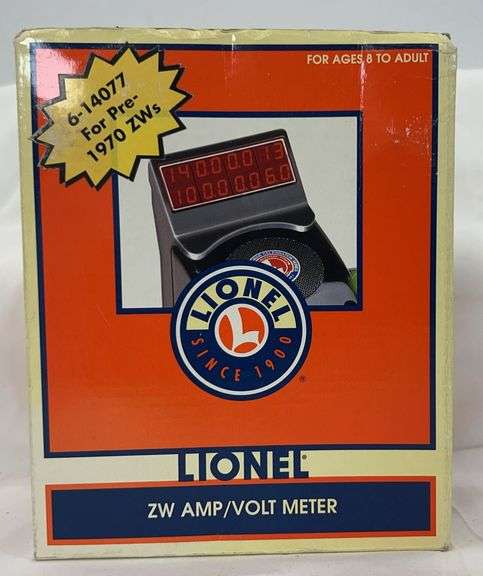 FOR AGES 8 TO ADULT
6-14077
For Pre-
1970 ZWs
LIONEL
L
SINCE 1900
®
LIONEL®
ZW AMP/VOLT METER